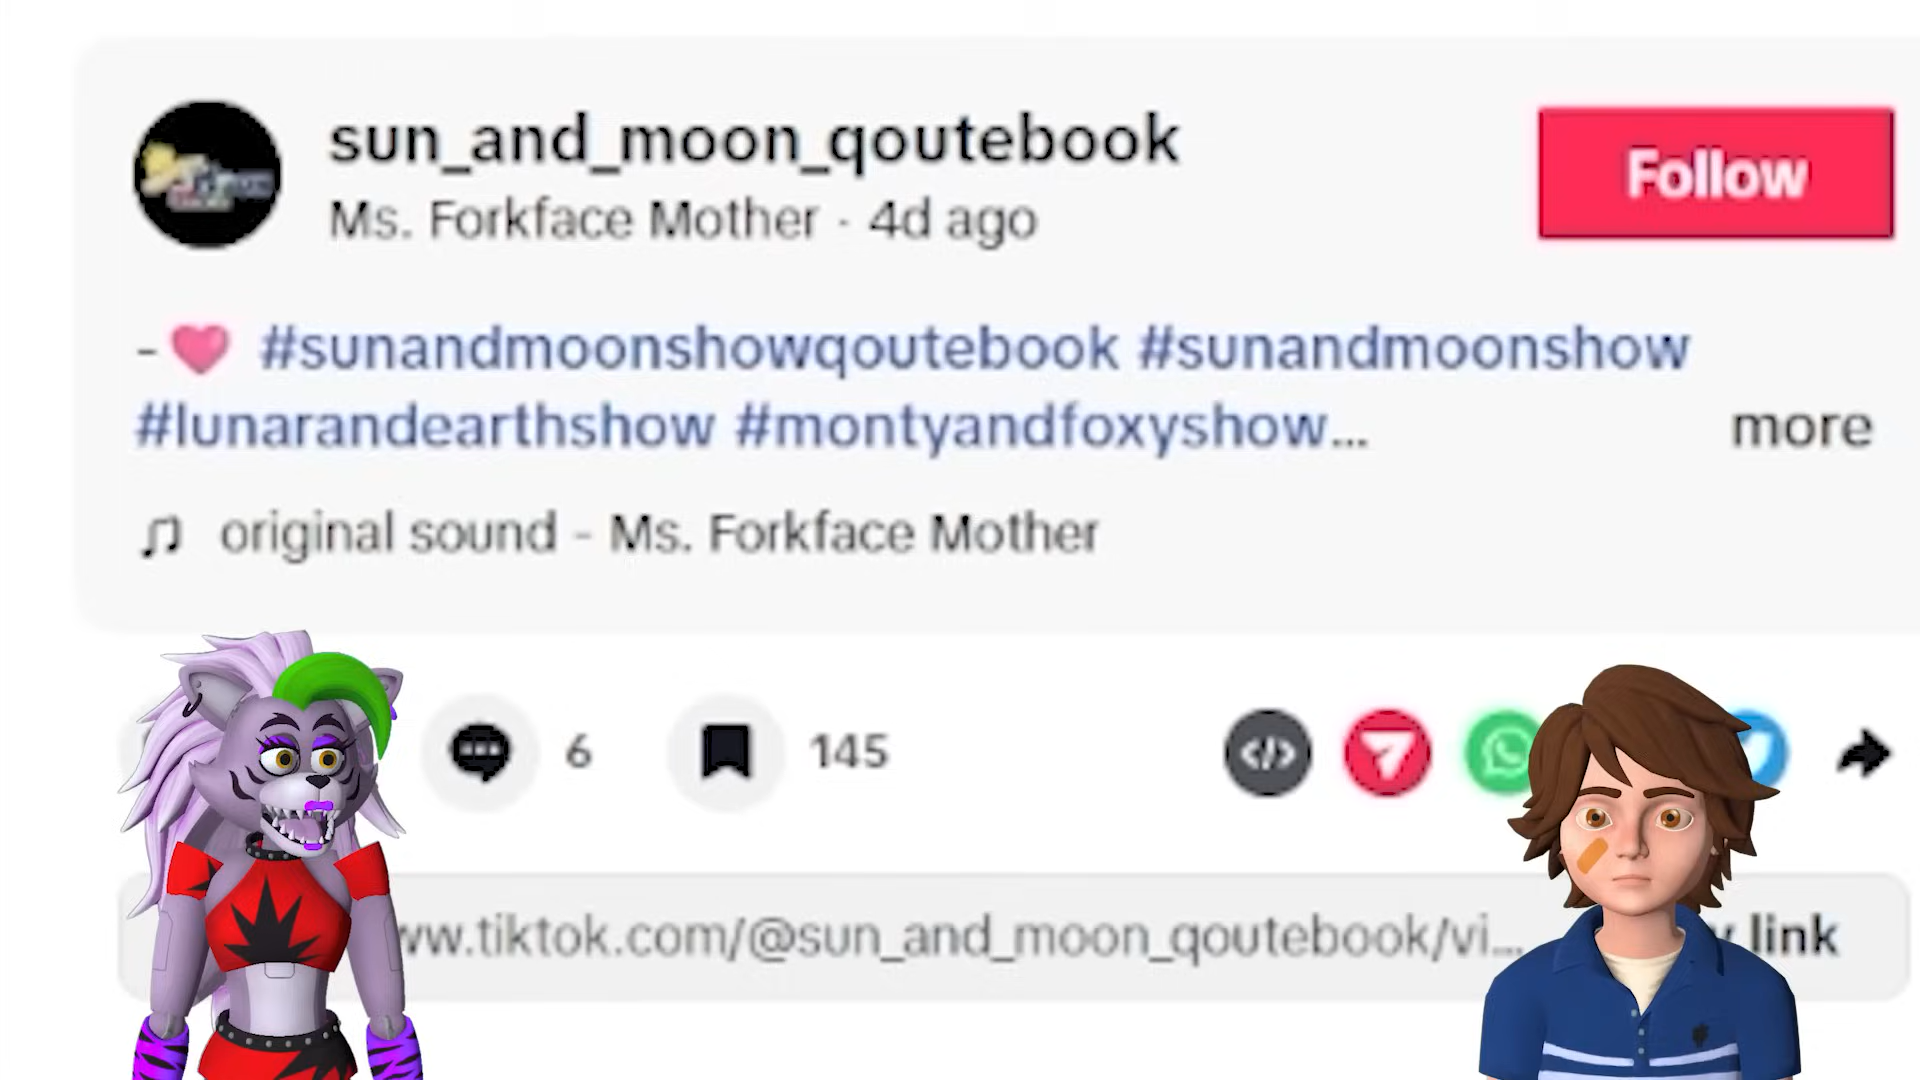 sun_and_moon_qoutebook
Follow
Ms. Forkface Mother · 4d ago
-🩷 #sunandmoonshowqoutebook #sunandmoonshow
#lunarandearthshow #montyandfoxyshow... more
original sound - Ms. Forkface Mother
6
145
ww.tiktok.com/@sun_and_moon_qoutebook/vi...
link